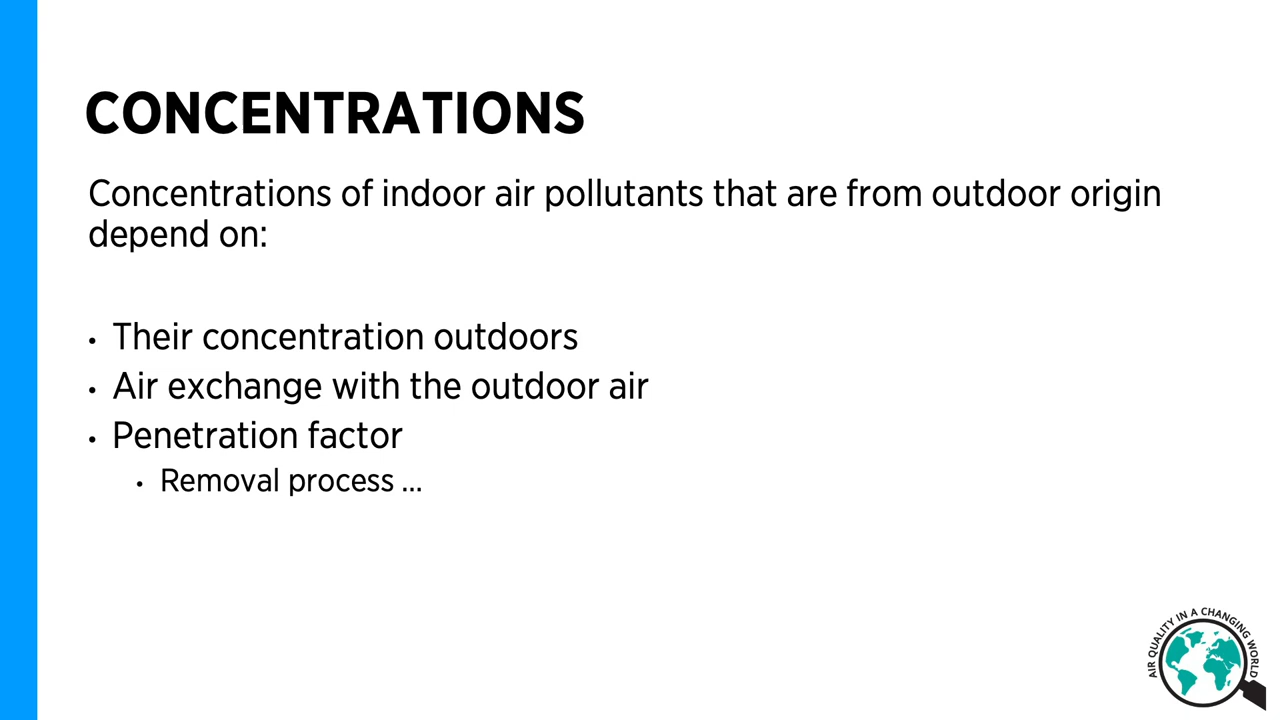 CONCENTRATIONS
Concentrations of indoor air pollutants that are from outdoor origin
depend on:
• Their concentration outdoors
• Air exchange with the outdoor air
• Penetration factor
• Removal process ...
AIR QUALITY IN A CHANGING WORLD